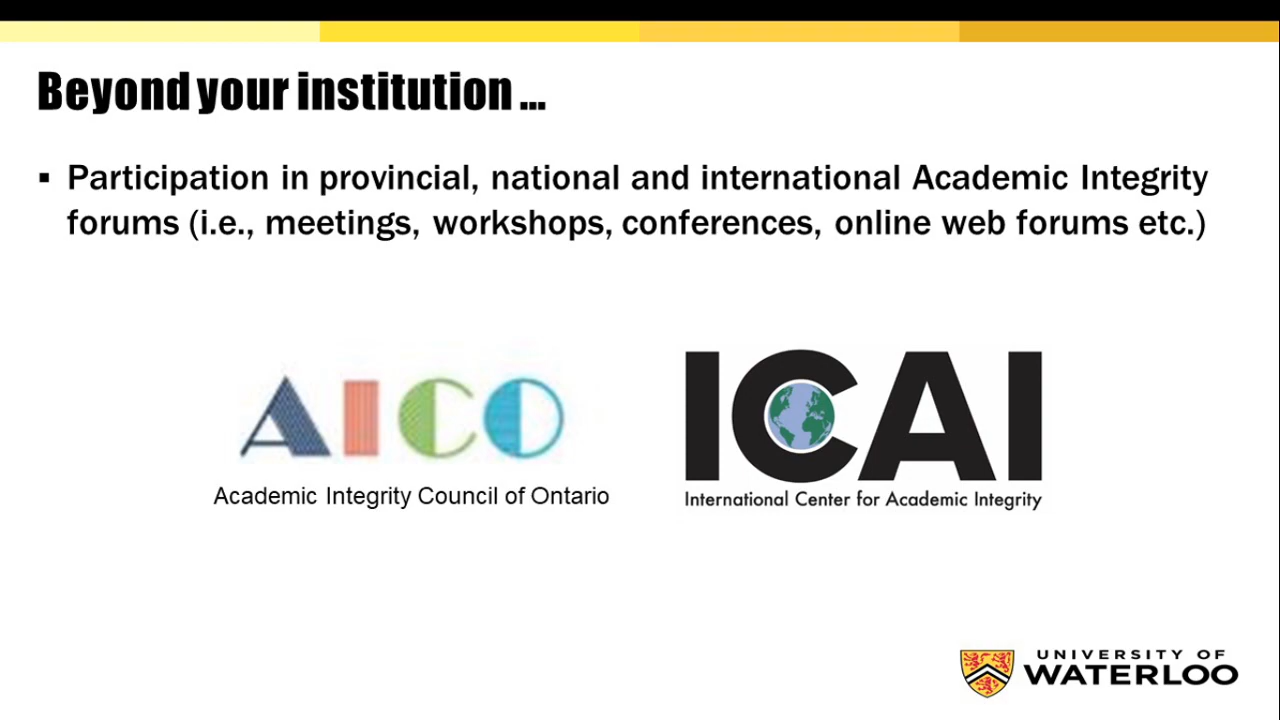 Beyond your institution ...
▪ Participation in provincial, national and international Academic Integrity
forums (i.e., meetings, workshops, conferences, online web forums etc.)
AICO
Academic Integrity Council of Ontario
ICAI
International Center for Academic Integrity
UNIVERSITY OF
WATERLOO